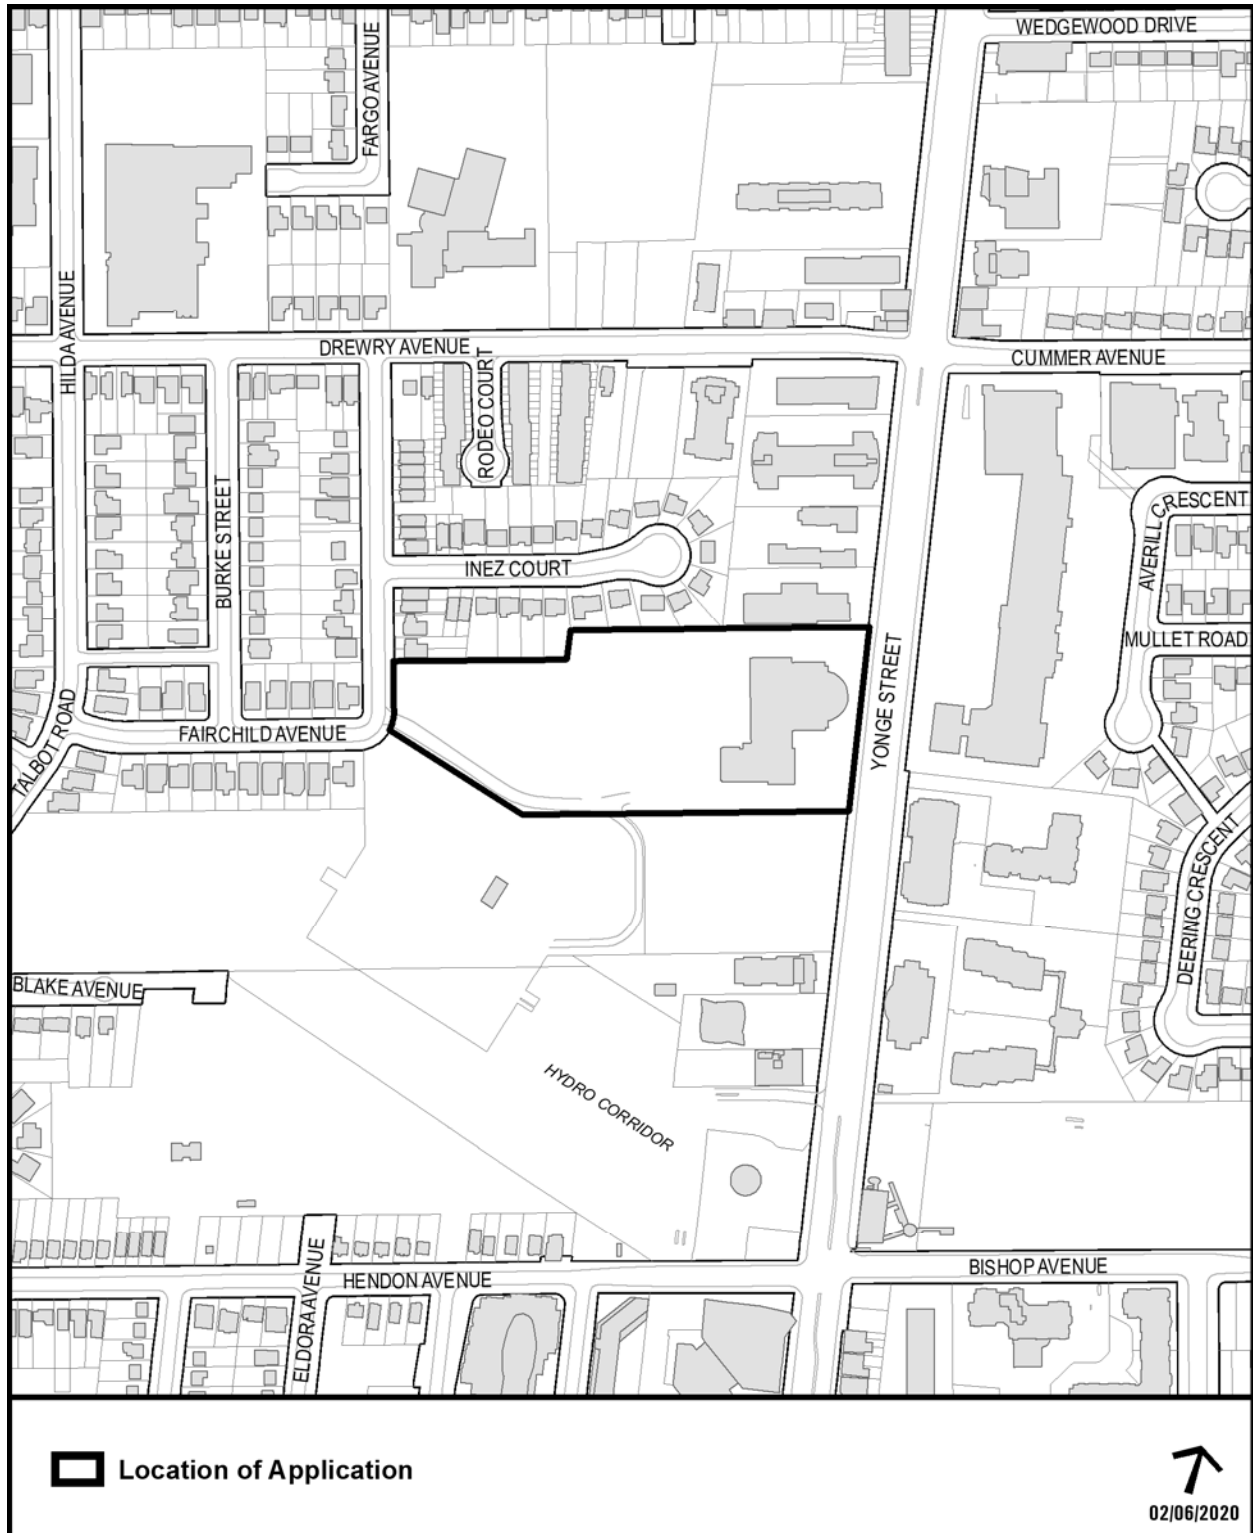 WEDGEWOOD DRIVE
FARGO AVENUE
HILDA AVENUE
DREWRY AVENUE
CUMMER AVENUE
RODEO COURT
BURKE STREET
AVERILL CRESCENT
INEZ COURT
MULLET ROAD
YONGE STREET
TALBOT ROAD
FAIRCHILD AVENUE
DEERING CRESCENT
BLAKE AVENUE
HYDRO CORRIDOR
ELDORA AVENUE
HENDON AVENUE
BISHOP AVENUE
Location of Application
02/06/2020